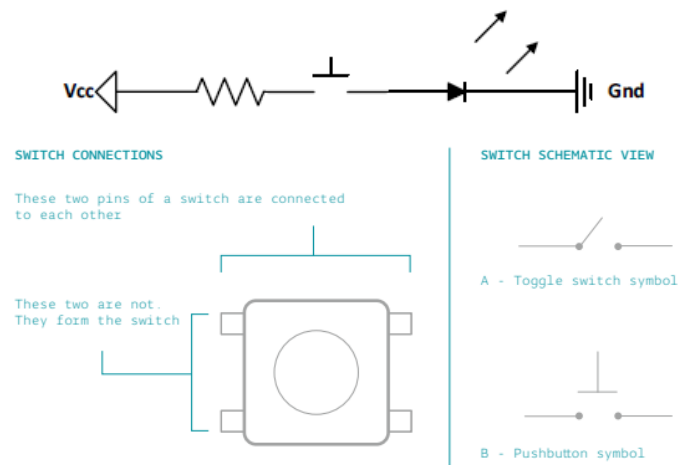 Vcc
Gnd
SWITCH CONNECTIONS
These two pins of a switch are connected
to each other
These two are not.
They form the switch
SWITCH SCHEMATIC VIEW
A - Toggle switch symbol
B - Pushbutton symbol